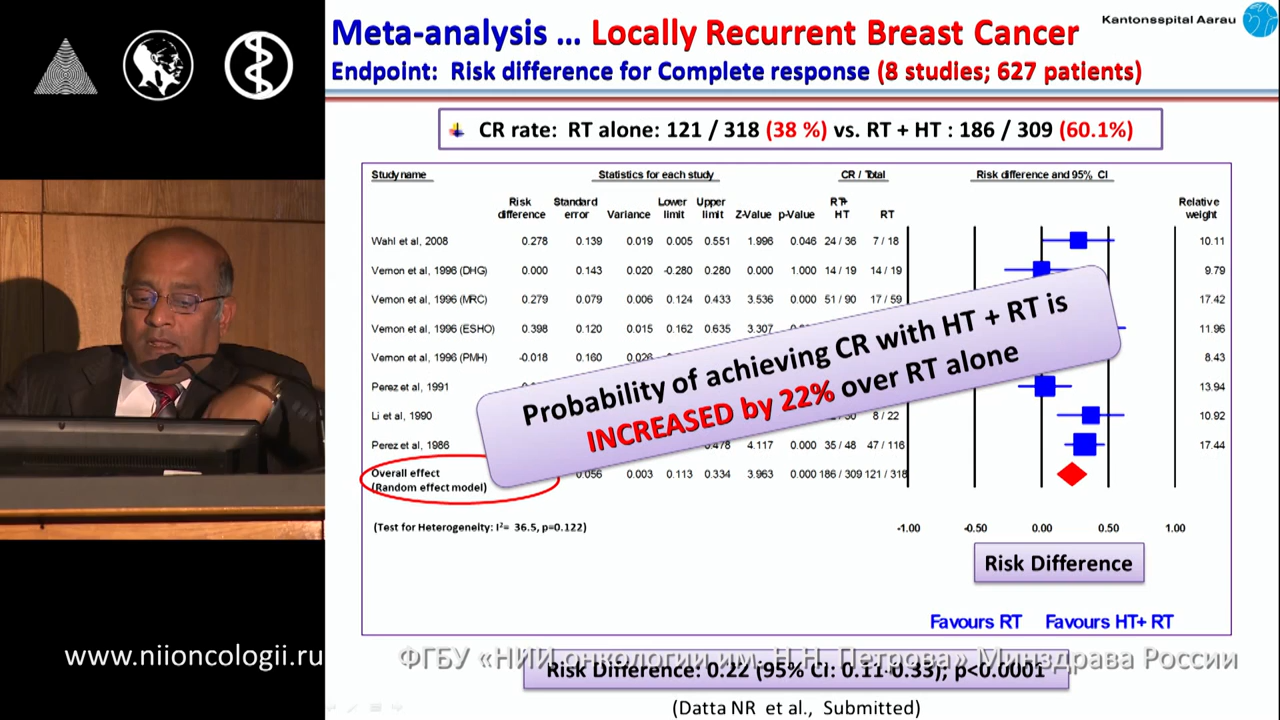 Kantonsspital Aarau
Meta-analysis ... Locally Recurrent Breast Cancer
Endpoint: Risk difference for Complete response (8 studies; 627 patients)
CR rate: RT alone: 121 / 318 (38 %) vs. RT + HT : 186 / 309 (60.1%)
Study name Statistics for each study CR / Total Risk difference and 95% CI
Risk difference Standard error Variance Lower limit Upper limit Z-Value p-Value RT+ HT RT Relative weight
Wahl et al, 2008 0.278 0.139 0.019 0.005 0.551 1.996 0.046 24 / 36 7 / 18 10.11
Vernon et al, 1996 (DHG) 0.000 0.143 0.020 -0.280 0.280 0.000 1.000 14 / 19 14 / 19 9.79
Vernon et al, 1996 (MRC) 0.279 0.079 0.006 0.124 0.433 3.536 0.000 51 / 90 17 / 59 17.42
Vernon et al, 1996 (ESHO) 0.398 0.120 0.015 0.162 0.635 3.307 11.96
Vernon et al, 1996 (PMH) -0.018 0.160 0.026 8.43
Perez et al, 1991 13.94
Li et al, 1990 8 / 22 10.92
Perez et al, 1986 0.478 4.117 0.000 35 / 48 47 / 116 17.44
Overall effect 0.056 0.003 0.113 0.334 3.963 0.000 186 / 309 121 / 318
(Random effect model)
Probability of achieving CR with HT + RT is
INCREASED by 22% over RT alone
(Test for Heterogeneity: I²= 36.5, p=0.122)
-1.00 -0.50 0.00 0.50 1.00
Risk Difference
Favours RT Favours HT+ RT
www.niioncologii.ru
ФГБУ «НИИ онкологии им. Н.Н. Петрова» Минздрава России
Risk Difference: 0.22 (95% CI: 0.11-0.33); p<0.0001
(Datta NR et al., Submitted)